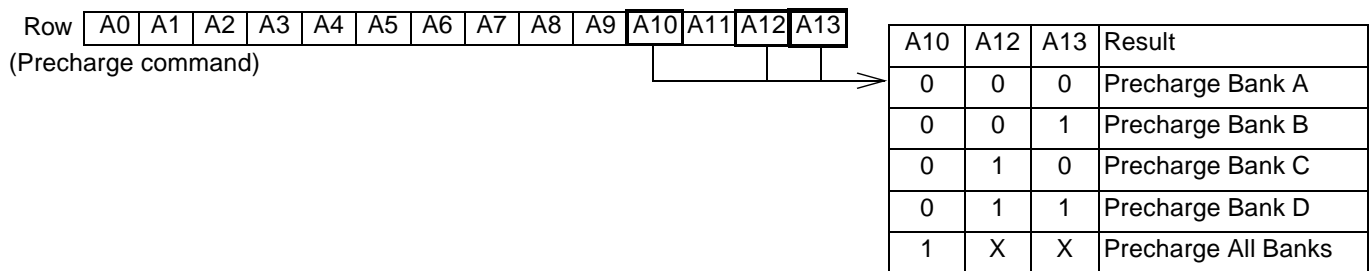 Row A0 A1 A2 A3 A4 A5 A6 A7 A8 A9 A10 A11 A12 A13
(Precharge command)
A10 A12 A13 Result
0 0 0 Precharge Bank A
0 0 1 Precharge Bank B
0 1 0 Precharge Bank C
0 1 1 Precharge Bank D
1 X X Precharge All Banks